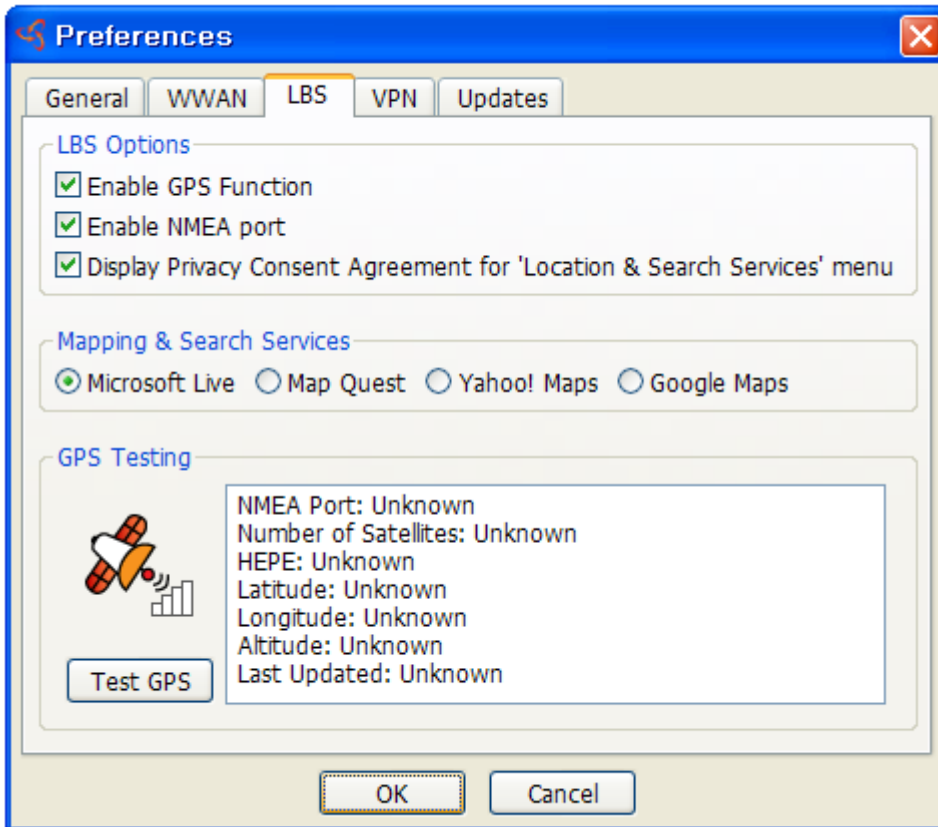 Preferences
General WWAN LBS VPN Updates
LBS Options
Enable GPS Function
Enable NMEA port
Display Privacy Consent Agreement for 'Location & Search Services' menu
Mapping & Search Services
Microsoft Live Map Quest Yahoo! Maps Google Maps
GPS Testing
NMEA Port: Unknown
Number of Satellites: Unknown
HEPE: Unknown
Latitude: Unknown
Longitude: Unknown
Altitude: Unknown
Last Updated: Unknown
Test GPS
OK Cancel